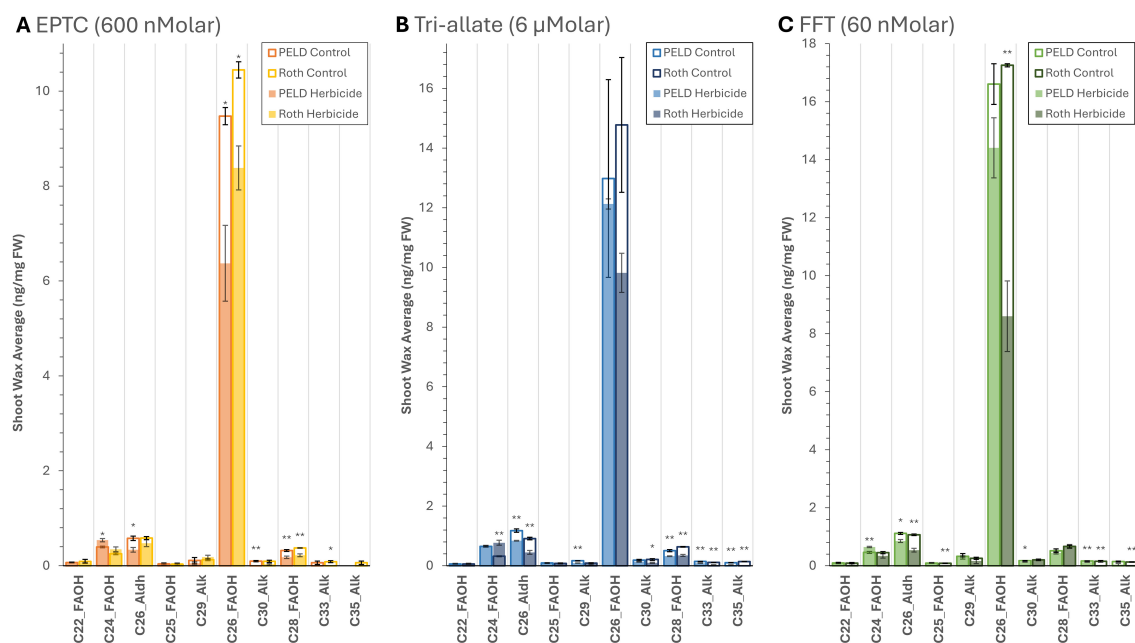 A EPTC (600 nMolar)
Shoot Wax Average (ng/mg FW)
10
8
6
4
2
0
PELD Control
Roth Control
PELD Herbicide
Roth Herbicide
*
*
*
*
**
**
**
*
C22_FAOH
C24_FAOH
C26_Aldh
C25_FAOH
C29_Alk
C26_FAOH
C30_Alk
C28_FAOH
C33_Alk
C35_Alk
B Tri-allate (6 µMolar)
Shoot Wax Average (ng/mg FW)
16
14
12
10
8
6
4
2
0
PELD Control
Roth Control
PELD Herbicide
Roth Herbicide
**
**
**
**
*
**
**
**
**
**
**
C22_FAOH
C24_FAOH
C26_Aldh
C25_FAOH
C29_Alk
C26_FAOH
C30_Alk
C28_FAOH
C33_Alk
C35_Alk
C FFT (60 nMolar)
Shoot Wax Average (ng/mg FW)
18
16
14
12
10
8
6
4
2
0
PELD Control
Roth Control
PELD Herbicide
Roth Herbicide
**
**
*
**
**
*
**
**
**
C22_FAOH
C24_FAOH
C26_Aldh
C25_FAOH
C29_Alk
C26_FAOH
C30_Alk
C28_FAOH
C33_Alk
C35_Alk